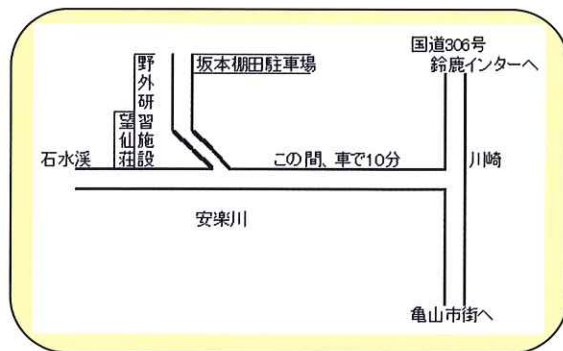 国道306号
鈴鹿インターへ
坂本棚田駐車場
野外研修施設
望仙荘
石水渓
この間、車で10分
川崎
安楽川
亀山市街へ